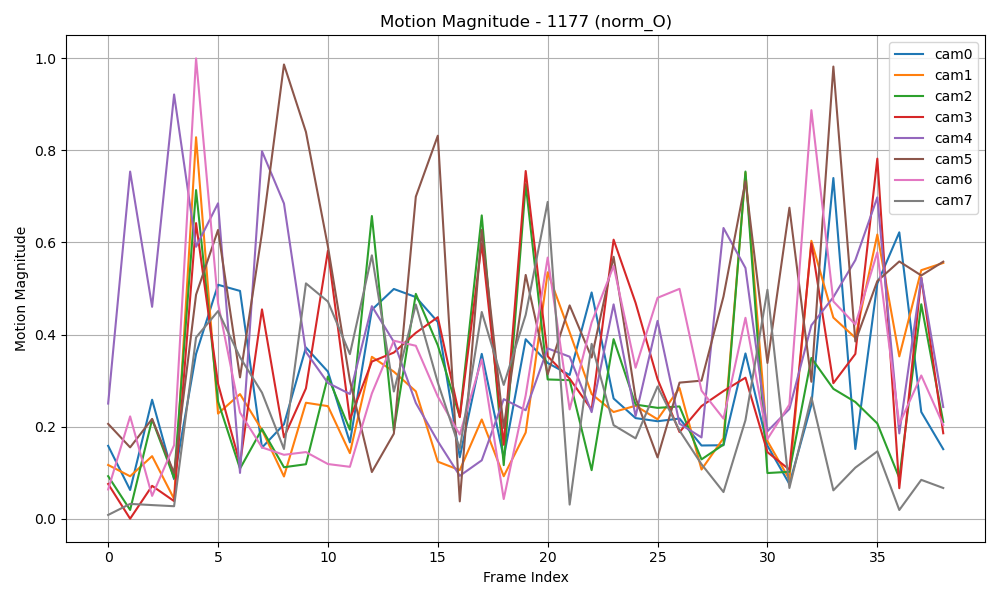 Motion Magnitude - 1177 (norm_O)
Motion Magnitude
1.0
0.8
0.6
0.4
0.2
0.0
0 5 10 15 20 25 30 35
Frame Index
cam0
cam1
cam2
cam3
cam4
cam5
cam6
cam7